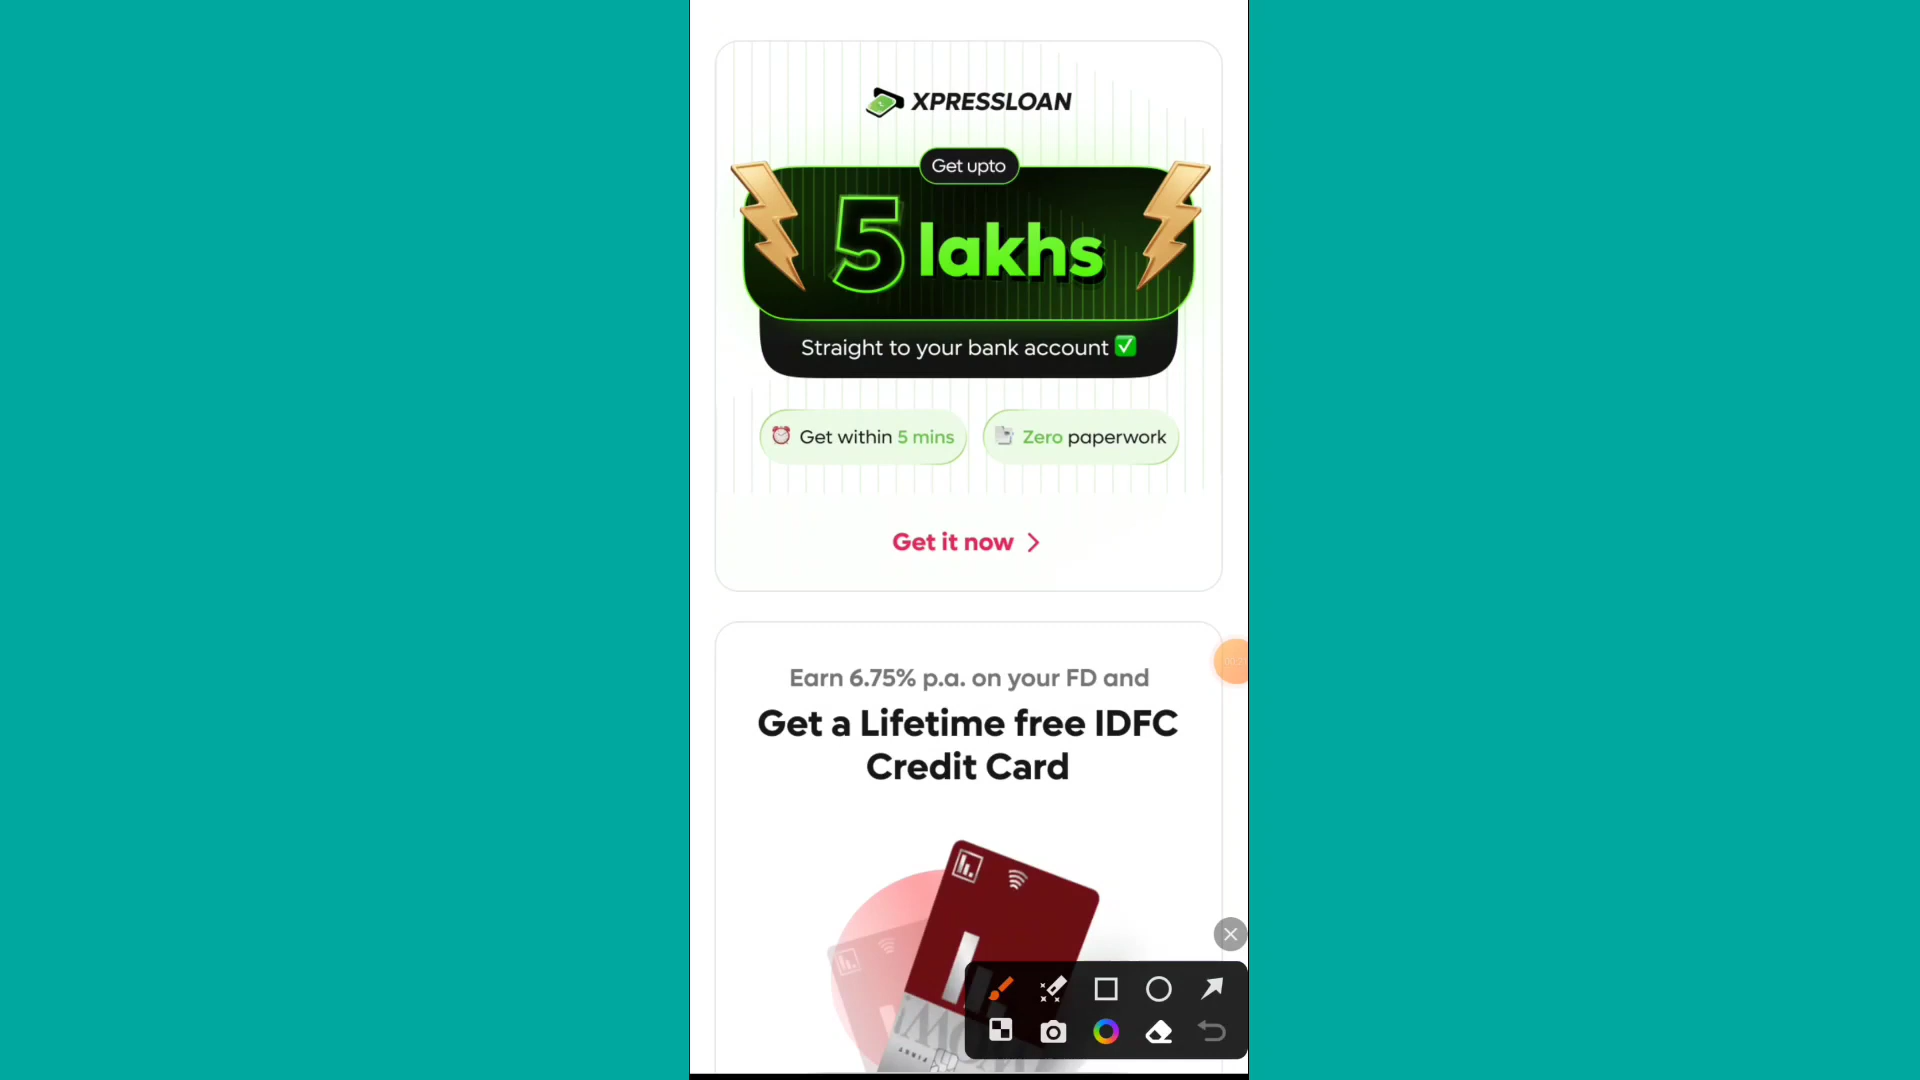 XPRESSLOAN
Get upto
5 lakhs
Straight to your bank account
Get within 5 mins
Zero paperwork
Get it now
Earn 6.75% p.a. on your FD and
Get a Lifetime free IDFC
Credit Card